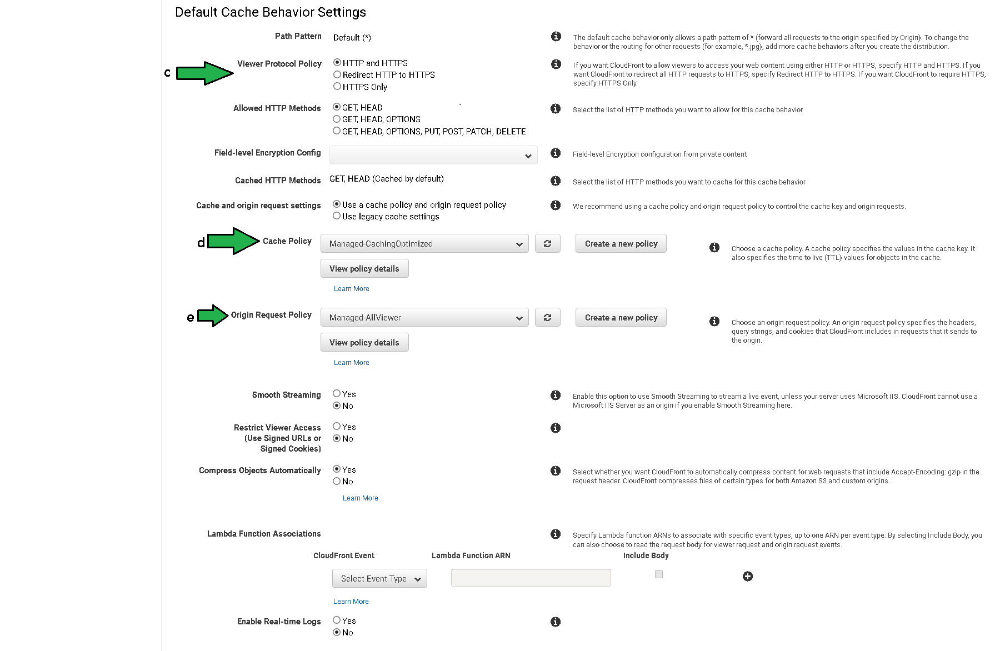 Default Cache Behavior Settings
Path Pattern
Default (*)
The default cache behavior only allows a path pattern of * (forward all requests to the origin specified by Origin). To change the
behavior or the routing for other requests (for example, *.jpg), add more cache behaviors after you create the distribution.
c
Viewer Protocol Policy
HTTP and HTTPS
Redirect HTTP to HTTPS
HTTPS Only
If you want CloudFront to allow viewers to access your web content using either HTTP or HTTPS, specify HTTP and HTTPS. If you
want CloudFront to redirect all HTTP requests to HTTPS, specify Redirect HTTP to HTTPS. If you want CloudFront to require HTTPS,
specify HTTPS Only.
Allowed HTTP Methods
GET, HEAD
GET, HEAD, OPTIONS
GET, HEAD, OPTIONS, PUT, POST, PATCH, DELETE
Select the list of HTTP methods you want to allow for this cache behavior
Field-level Encryption Config
Field-level Encryption configuration from private content
Cached HTTP Methods
GET, HEAD (Cached by default)
Select the list of HTTP methods you want to cache for this cache behavior
Cache and origin request settings
Use a cache policy and origin request policy
Use legacy cache settings
We recommend using a cache policy and origin request policy to control the cache key and origin requests.
d
Cache Policy
Managed-CachingOptimized
Create a new policy
Choose a cache policy. A cache policy specifies the values in the cache key. It
also specifies the time to live (TTL) values for objects in the cache.
View policy details
Learn More
e
Origin Request Policy
Managed-AllViewer
Create a new policy
Choose an origin request policy. An origin request policy specifies the headers,
query strings, and cookies that CloudFront includes in requests that it sends to
the origin.
View policy details
Learn More
Smooth Streaming
Yes
No
Enable this option to use Smooth Streaming to stream a live event, unless your server uses Microsoft IIS. CloudFront cannot use a
Microsoft IIS Server as an origin if you enable Smooth Streaming here.
Restrict Viewer Access
(Use Signed URLs or
Signed Cookies)
Yes
No
Compress Objects Automatically
Yes
No
Select whether you want CloudFront to automatically compress content for web requests that include Accept-Encoding: gzip in the
request header. CloudFront compresses files of certain types for both Amazon S3 and custom origins.
Learn More
Lambda Function Associations
Specify Lambda function ARNs to associate with specific event types, up to one ARN per event type. By selecting Include Body, you
can also choose to read the request body for viewer request and origin request events.
CloudFront Event
Lambda Function ARN
Include Body
Select Event Type
Learn More
Enable Real-time Logs
Yes
No